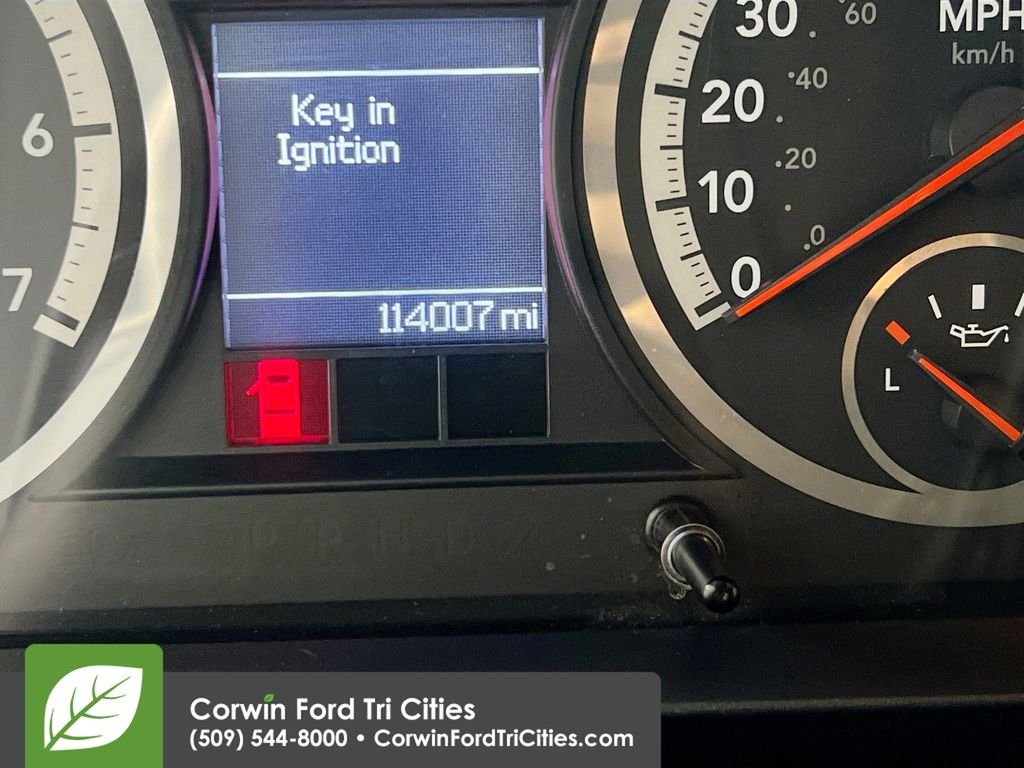 6
7
Key in
Ignition
114007 mi
MPH
km/h
30
60
20
40
10
20
0
0
L
P R N D
Corwin Ford Tri Cities
(509) 544-8000 • CorwinFordTriCities.com